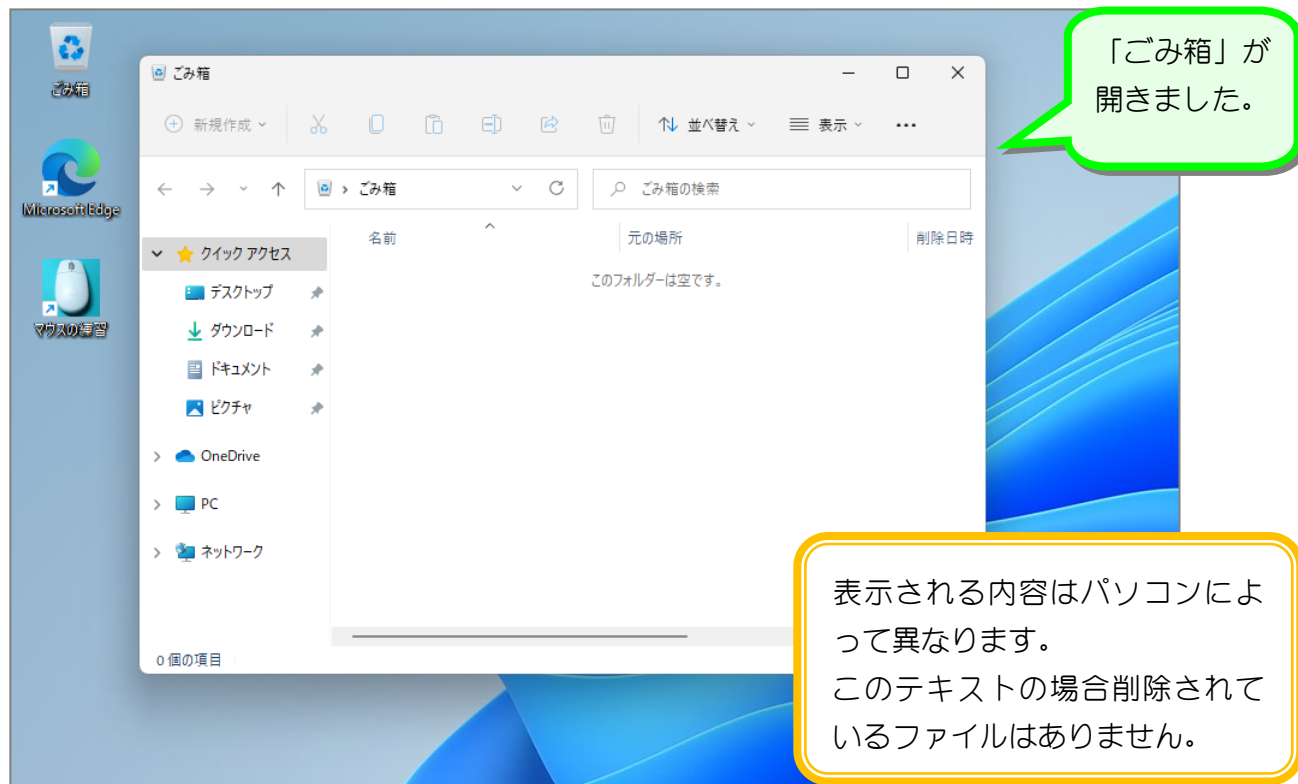 ごみ箱
Microsoft Edge
マウスの練習
ごみ箱
新規作成
並べ替え
表示
ごみ箱
ごみ箱の検索
クイック アクセス
デスクトップ
ダウンロード
ドキュメント
ピクチャ
OneDrive
PC
ネットワーク
名前
元の場所
削除日時
このフォルダーは空です。
0 個の項目
「ごみ箱」が
開きました。
表示される内容はパソコンによ
って異なります。
このテキストの場合削除されて
いるファイルはありません。